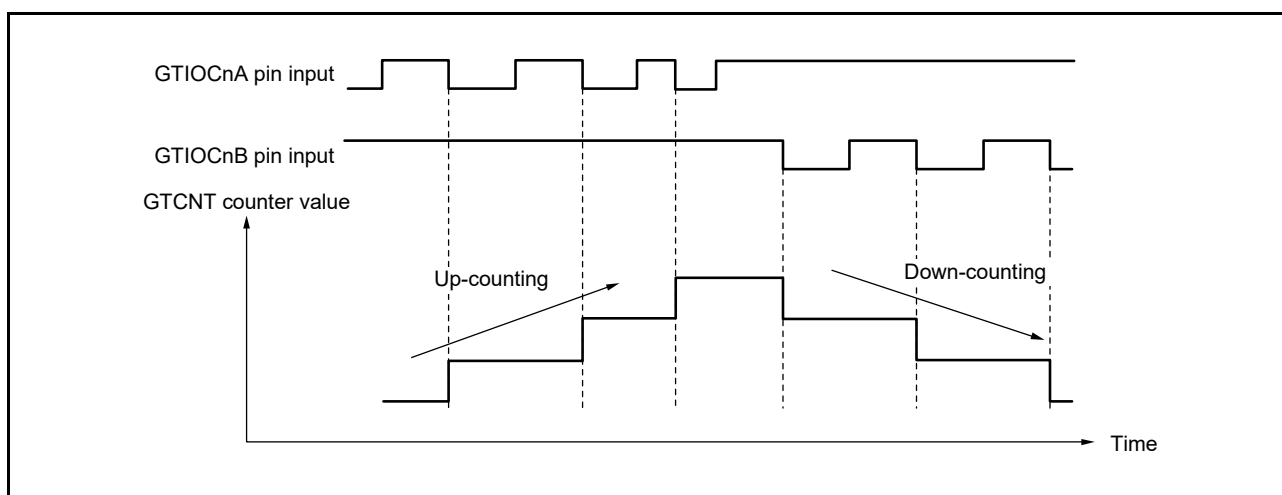 GTIOCnA pin input
GTIOCnB pin input
GTCNT counter value
Up-counting
Down-counting
Time